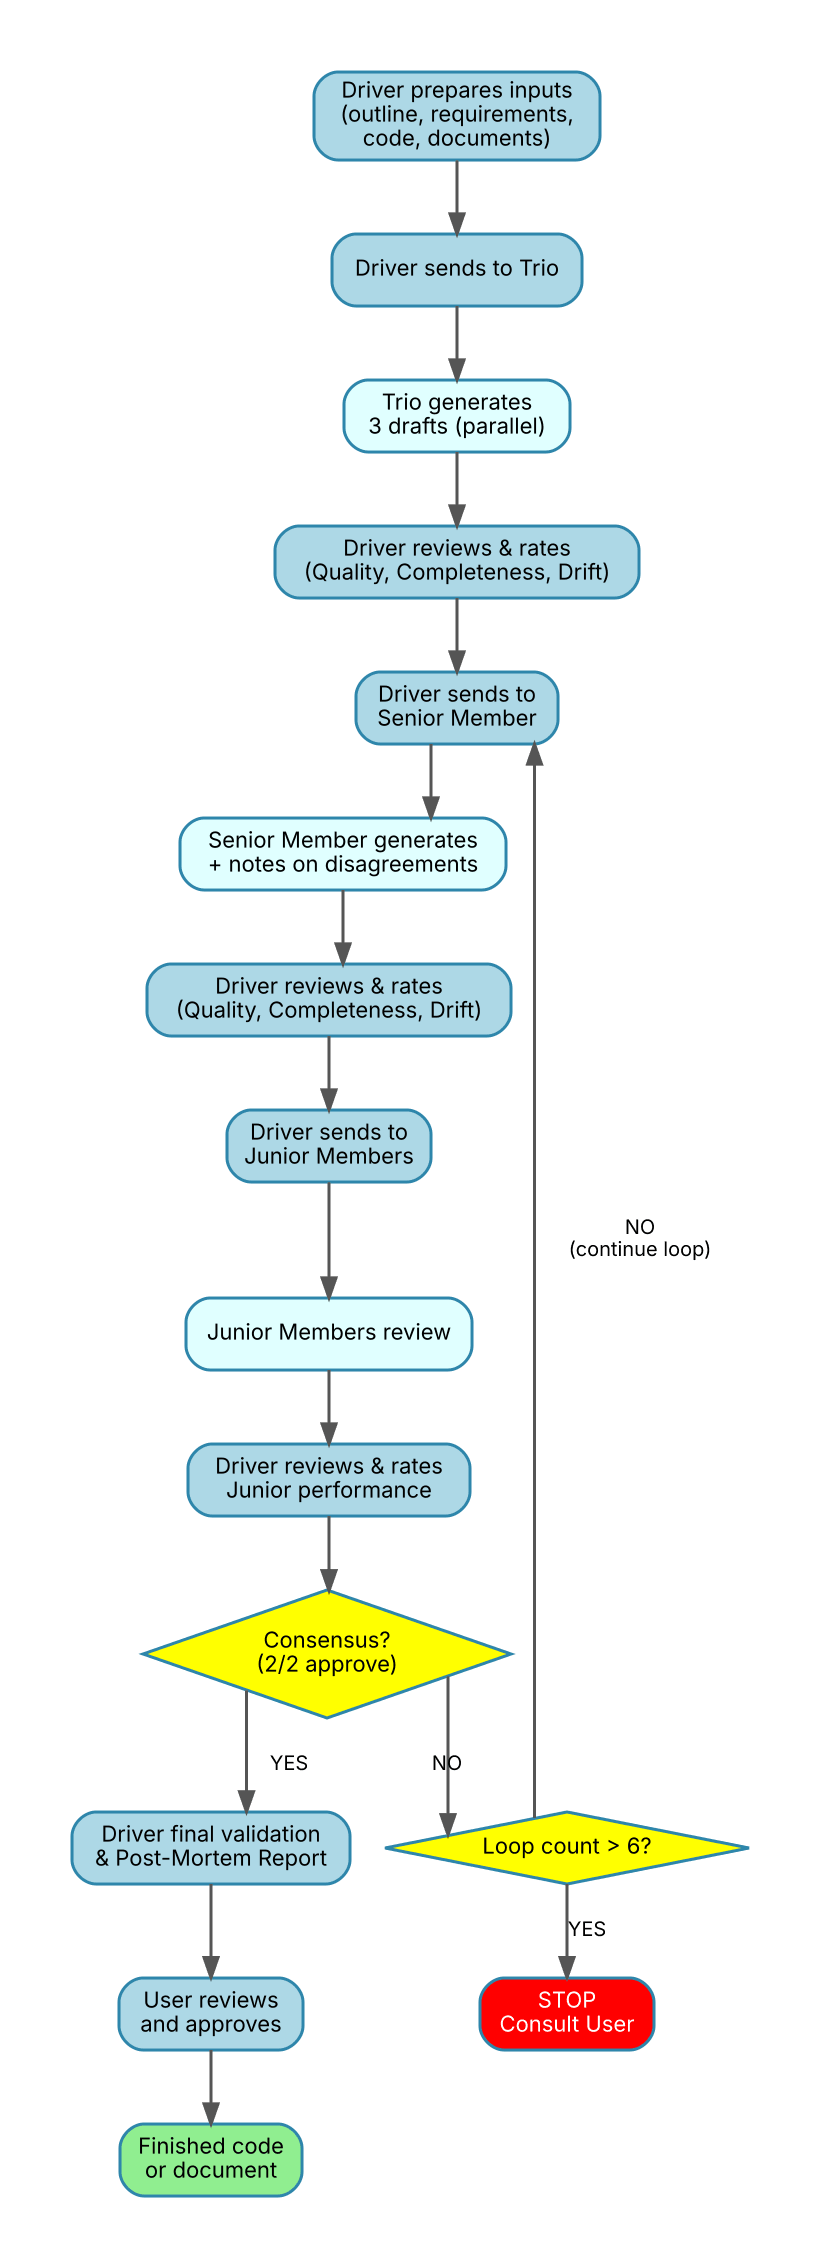 Driver prepares inputs
(outline, requirements,
code, documents)
Driver sends to Trio
Trio generates
3 drafts (parallel)
Driver reviews & rates
(Quality, Completeness, Drift)
Driver sends to
Senior Member
Senior Member generates
+ notes on disagreements
Driver reviews & rates
(Quality, Completeness, Drift)
Driver sends to
Junior Members
NO
(continue loop)
Junior Members review
Driver reviews & rates
Junior performance
Consensus?
(2/2 approve)
YES
NO
Driver final validation
& Post-Mortem Report
Loop count > 6?
YES
User reviews
and approves
STOP
Consult User
Finished code
or document